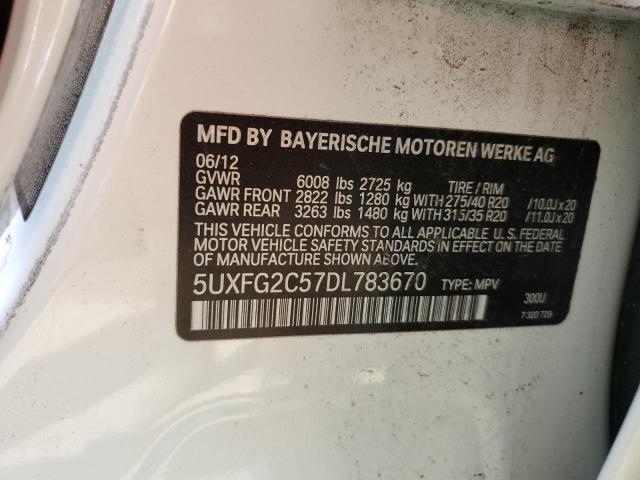 MFD BY BAYERISCHE MOTOREN WERKE AG
06/12
GVWR 6008 lbs 2725 kg TIRE / RIM
GAWR FRONT 2822 lbs 1280 kg WITH 275/40 R20 /10.0J x 20
GAWR REAR 3263 lbs 1480 kg WITH 315/35 R20 /11.0J x 20
THIS VEHICLE CONFORMS TO ALL APPLICABLE U. S. FEDERAL
MOTOR VEHICLE SAFETY STANDARDS IN EFFECT ON THE
DATE OF MANUFACTURE SHOWN ABOVE.
5UXFG2C57DL783670 TYPE: MPV
300U
7 320 729